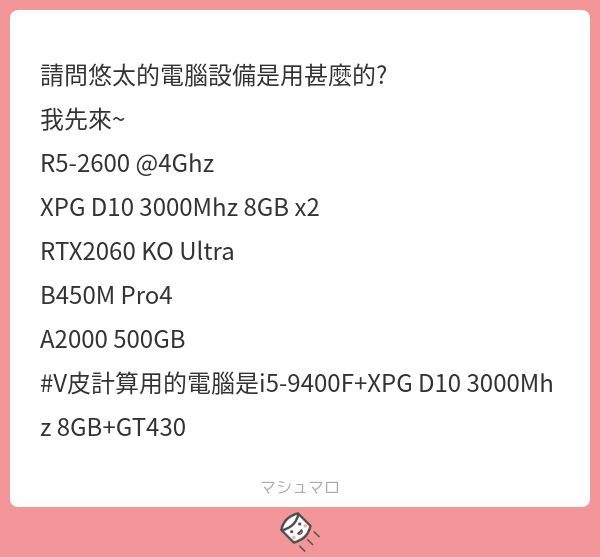 請問悠太的電腦設備是用甚麼的?
我先來~
R5-2600 @4Ghz
XPG D10 3000Mhz 8GB x2
RTX2060 KO Ultra
B450M Pro4
A2000 500GB
#V皮計算用的電腦是i5-9400F+XPG D10 3000Mh
z 8GB+GT430
マシュマロ